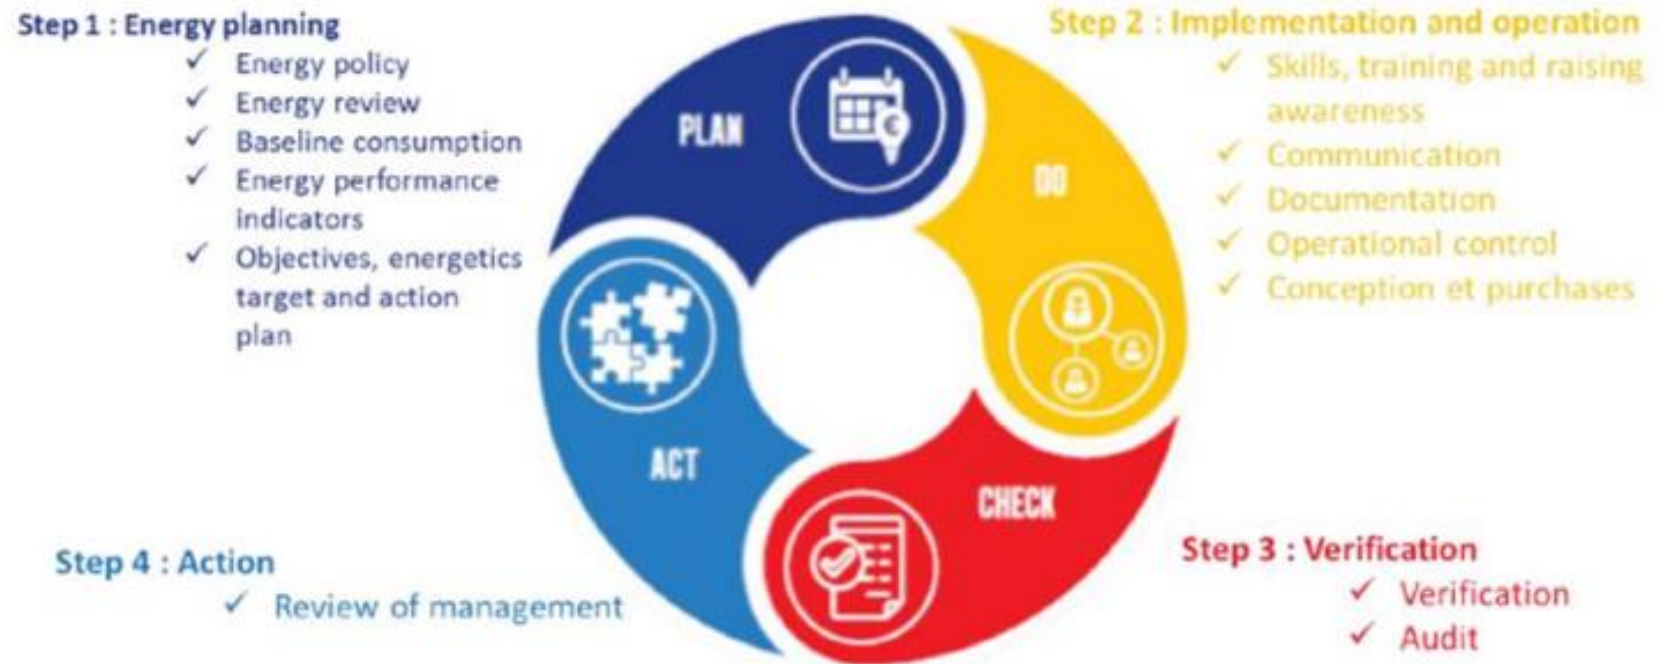 Step 1 : Energy planning
✓ Energy policy
✓ Energy review
✓ Baseline consumption
✓ Energy performance
indicators
✓ Objectives, energetics
target and action
plan
Step 2 : Implementation and operation
✓ Skills, training and raising
awareness
✓ Communication
✓ Documentation
✓ Operational control
✓ Conception et purchases
PLAN
DO
CHECK
ACT
Step 3 : Verification
✓ Verification
✓ Audit
Step 4 : Action
✓ Review of management